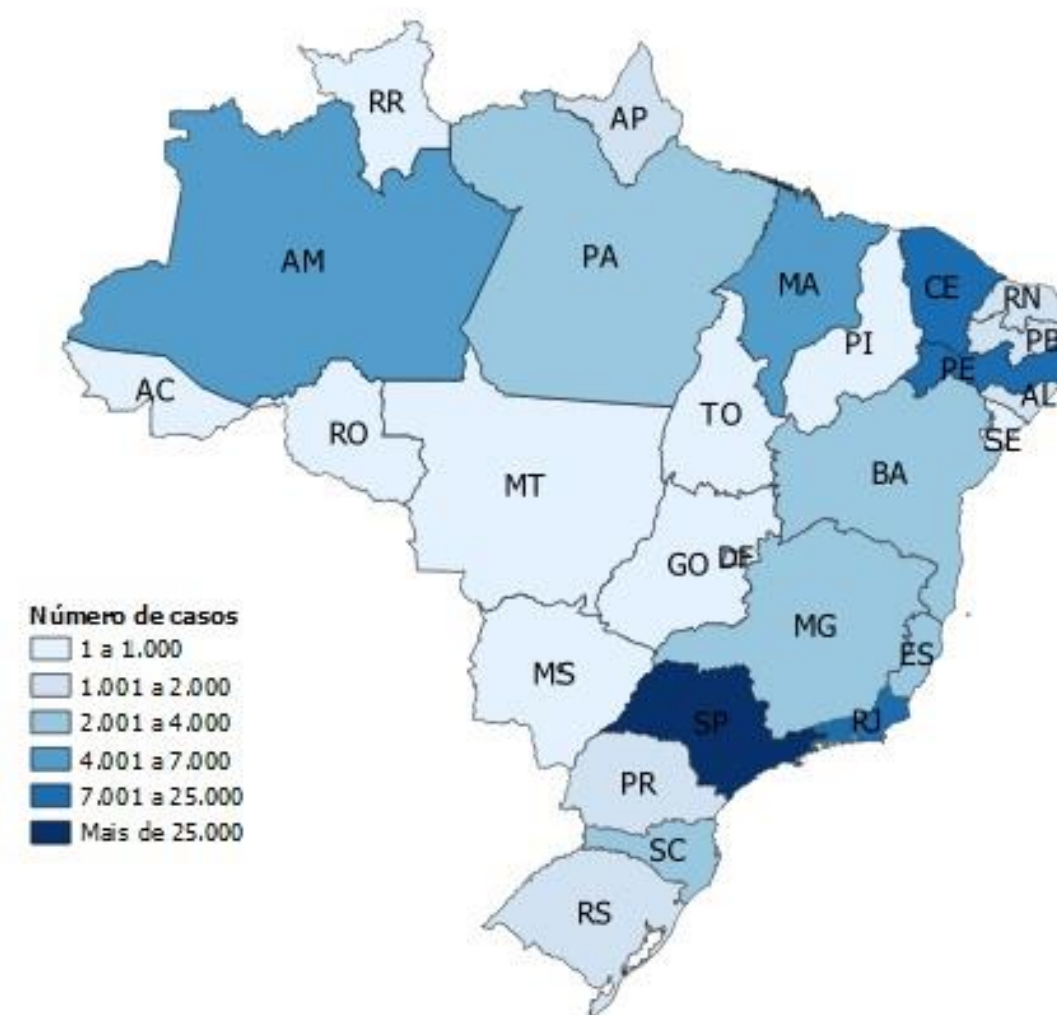 RR
AP
AM
PA
MA
CE
RN
PB
PI
PE
AL
SE
AC
RO
TO
MT
BA
GO
DF
MG
ES
MS
SP
RJ
PR
SC
RS
Número de casos
1 a 1.000
1.001 a 2.000
2.001 a 4.000
4.001 a 7.000
7.001 a 25.000
Mais de 25.000